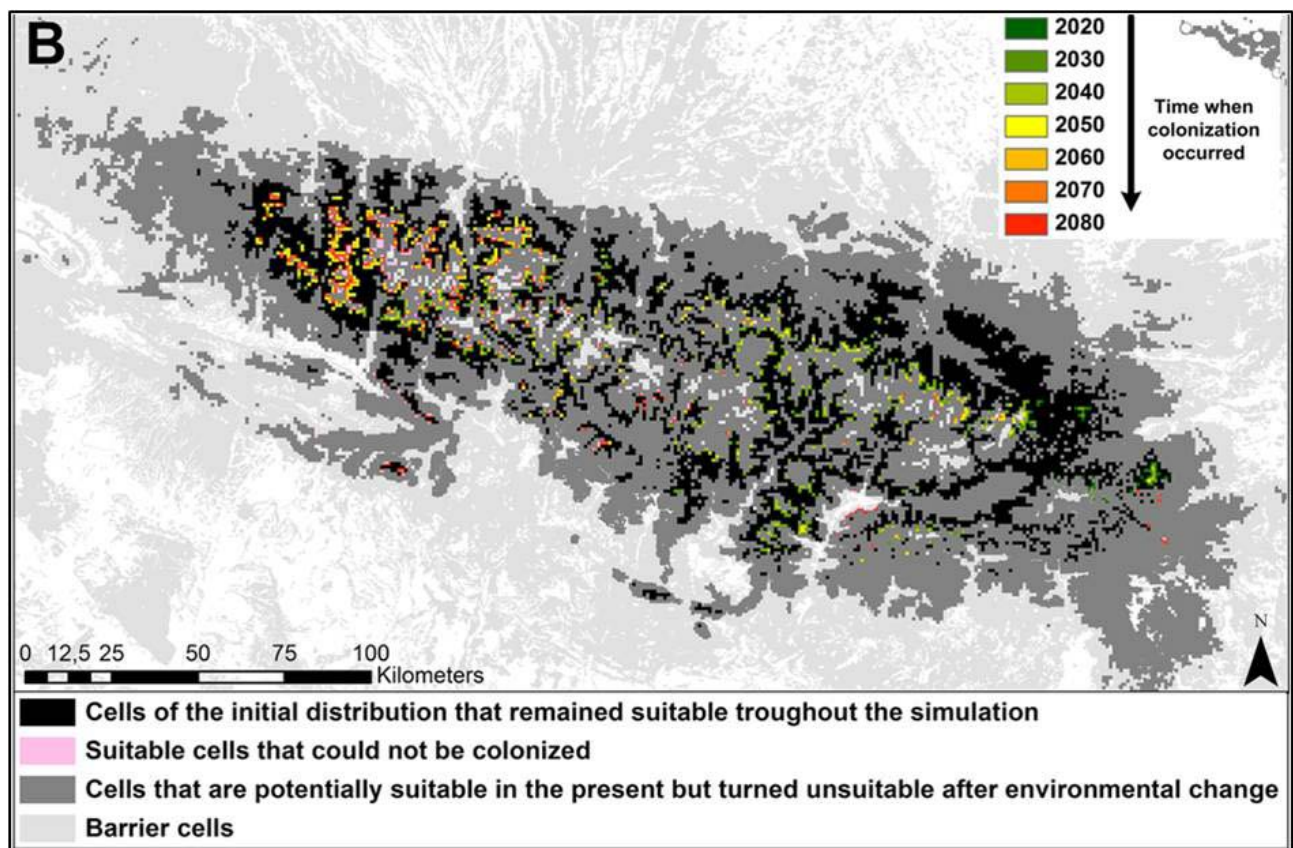 B
2020
2030
2040
2050
2060
2070
2080
Time when
colonization
occurred
N
0 12,5 25 50 75 100
Kilometers
Cells of the initial distribution that remained suitable troughout the simulation
Suitable cells that could not be colonized
Cells that are potentially suitable in the present but turned unsuitable after environmental change
Barrier cells